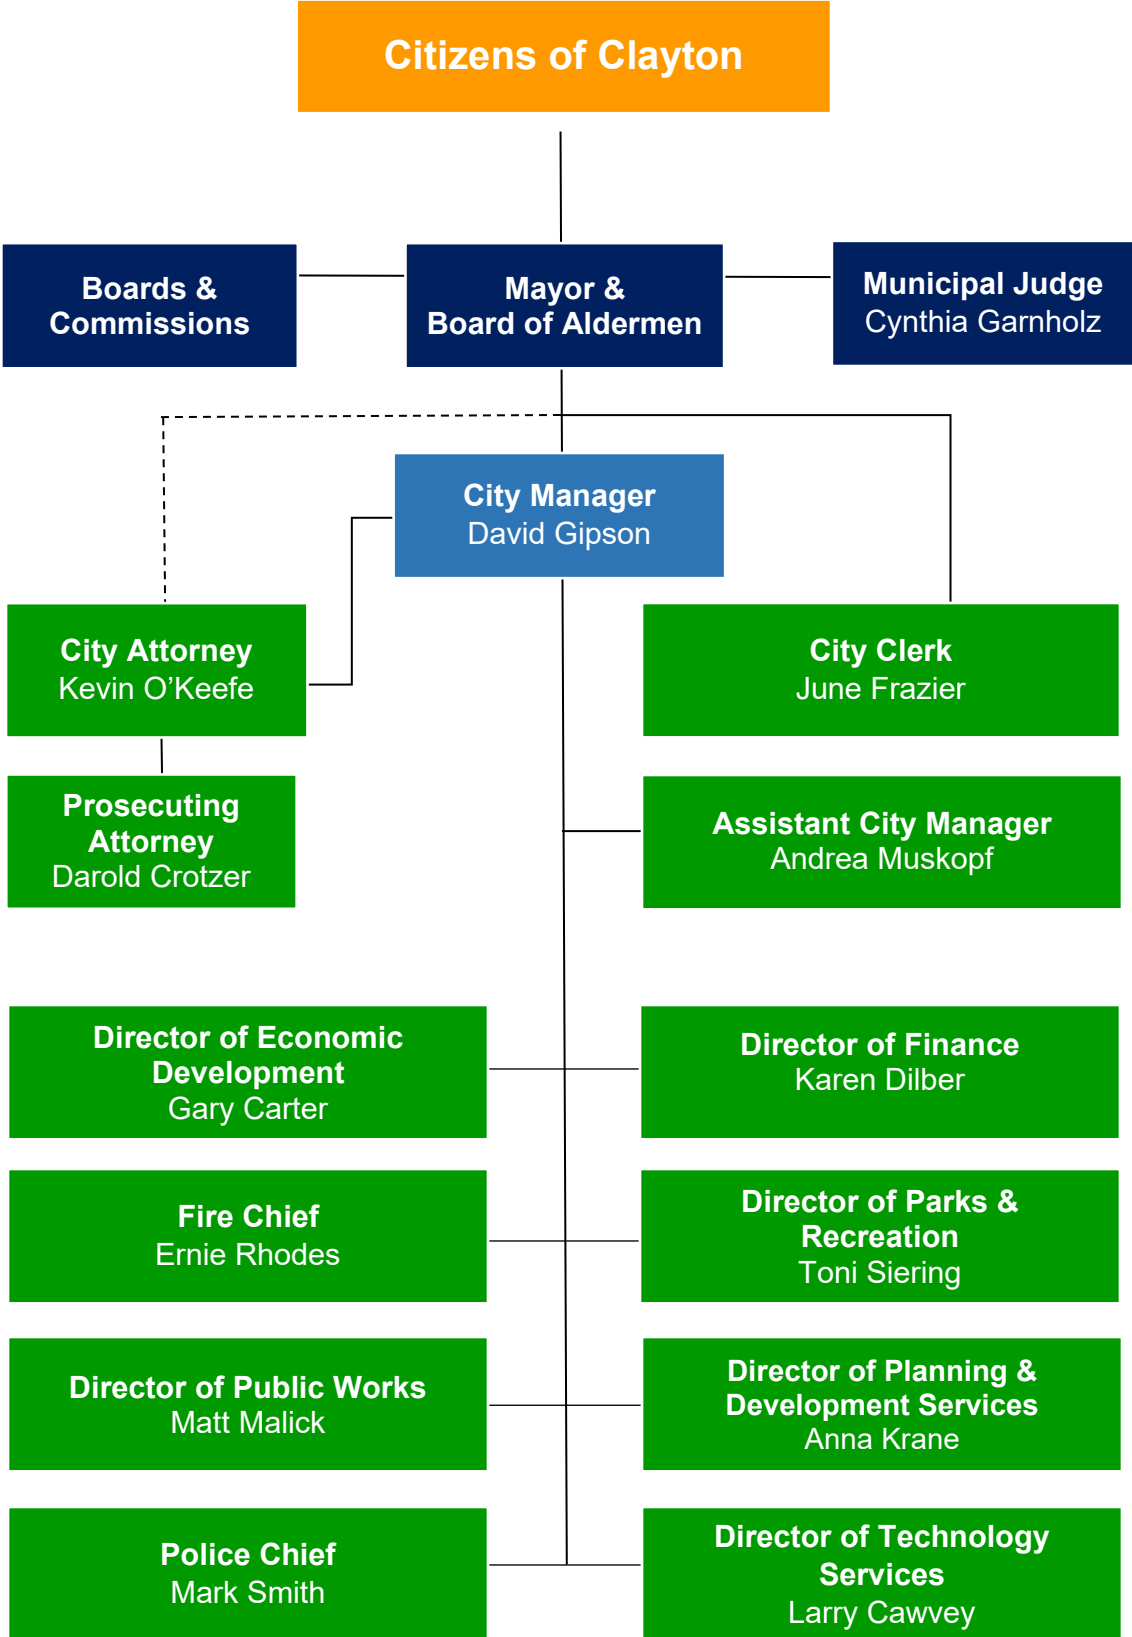 Citizens of Clayton
Boards &
Commissions
Mayor &
Board of Aldermen
Municipal Judge
Cynthia Garnholz
City Manager
David Gipson
City Attorney
Kevin O’Keefe
City Clerk
June Frazier
Prosecuting
Attorney
Darold Crotzer
Assistant City Manager
Andrea Muskopf
Director of Economic
Development
Gary Carter
Director of Finance
Karen Dilber
Fire Chief
Ernie Rhodes
Director of Parks &
Recreation
Toni Siering
Director of Public Works
Matt Malick
Director of Planning &
Development Services
Anna Krane
Police Chief
Mark Smith
Director of Technology
Services
Larry Cawvey